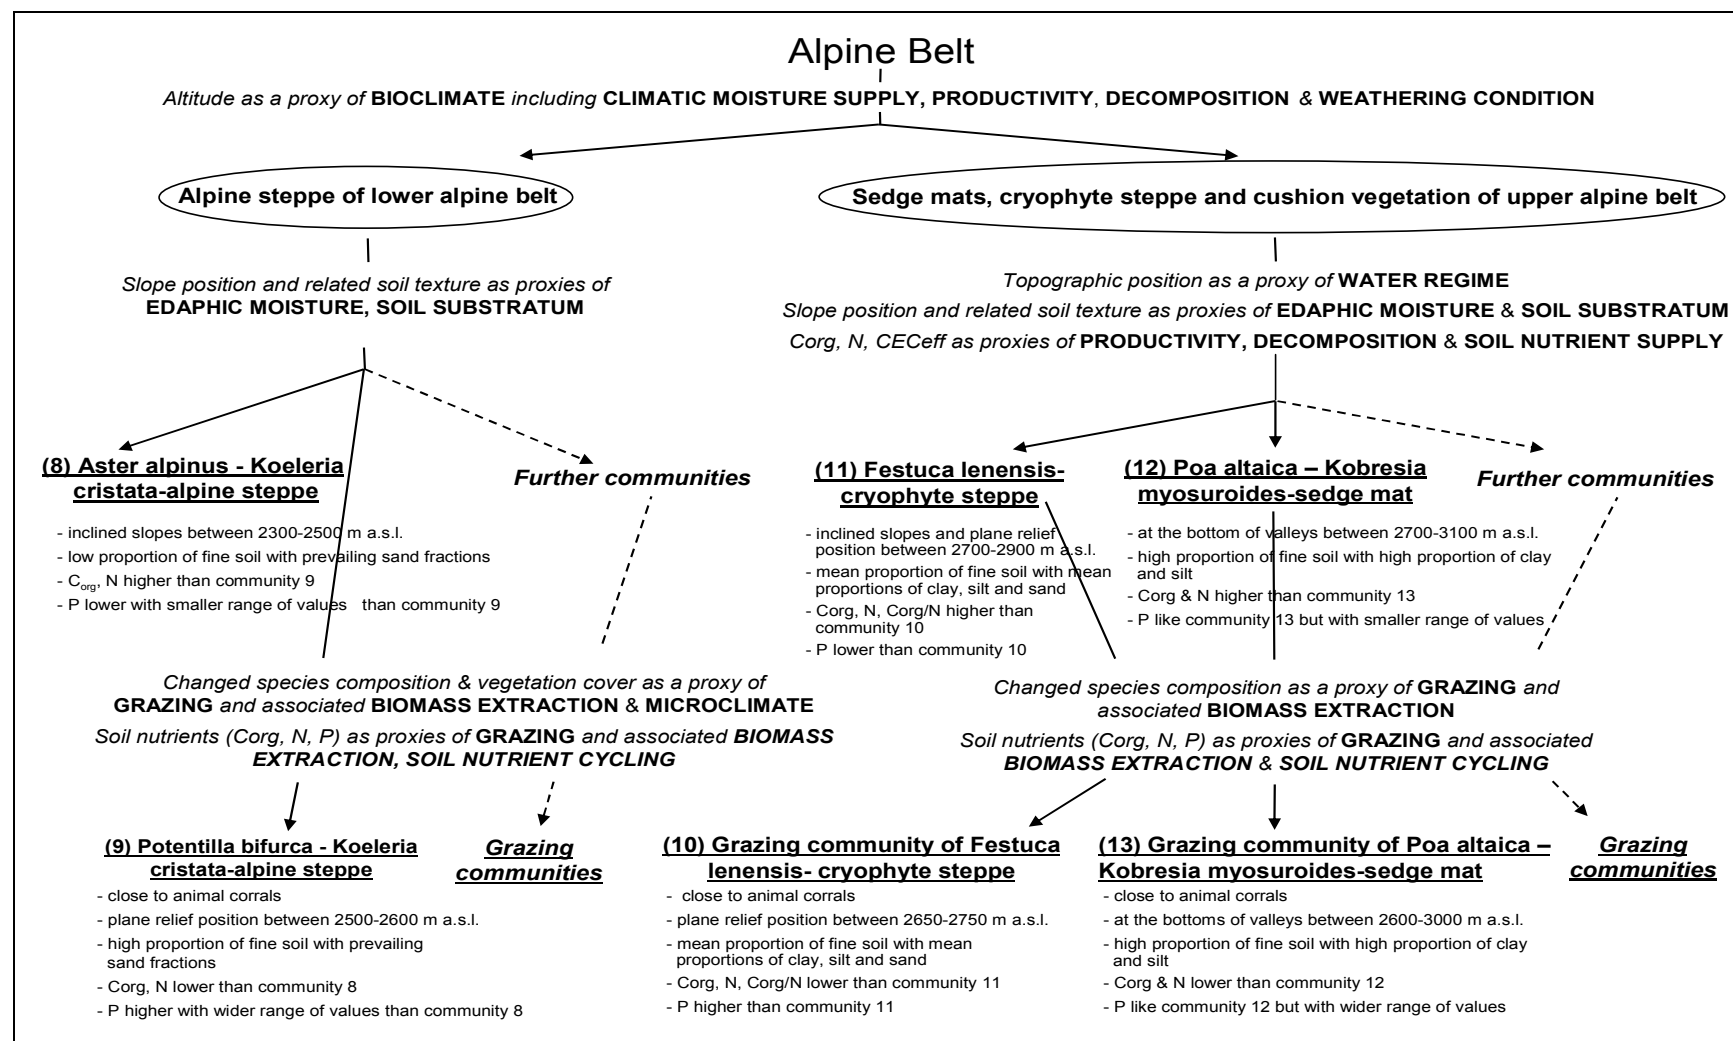 Alpine Belt
Altitude as a proxy of BIOCLIMATE including CLIMATIC MOISTURE SUPPLY, PRODUCTIVITY, DECOMPOSITION & WEATHERING CONDITION
Alpine steppe of lower alpine belt
Slope position and related soil texture as proxies of
EDAPHIC MOISTURE, SOIL SUBSTRATUM
(8) Aster alpinus - Koeleria
cristata-alpine steppe
- inclined slopes between 2300-2500 m a.s.l.
- low proportion of fine soil with prevailing sand fractions
- Corg, N higher than community 9
- P lower with smaller range of values than community 9
Further communities
Changed species composition & vegetation cover as a proxy of
GRAZING and associated BIOMASS EXTRACTION & MICROCLIMATE
Soil nutrients (Corg, N, P) as proxies of GRAZING and associated BIOMASS
EXTRACTION, SOIL NUTRIENT CYCLING
(9) Potentilla bifurca - Koeleria
cristata-alpine steppe
- close to animal corrals
- plane relief position between 2500-2600 m a.s.l.
- high proportion of fine soil with prevailing
sand fractions
- Corg, N lower than community 8
- P higher with wider range of values than community 8
Grazing
communities
Sedge mats, cryophyte steppe and cushion vegetation of upper alpine belt
Topographic position as a proxy of WATER REGIME
Slope position and related soil texture as proxies of EDAPHIC MOISTURE & SOIL SUBSTRATUM
Corg, N, CECeff as proxies of PRODUCTIVITY, DECOMPOSITION & SOIL NUTRIENT SUPPLY
(11) Festuca lenensis-
cryophyte steppe
- inclined slopes and plane relief
position between 2700-2900 m a.s.l.
- mean proportion of fine soil with mean
proportions of clay, silt and sand
- Corg, N, Corg/N higher than
community 10
- P lower than community 10
(12) Poa altaica – Kobresia
myosuroides-sedge mat
- at the bottom of valleys between 2700-3100 m a.s.l.
- high proportion of fine soil with high proportion of clay
and silt
- Corg & N higher than community 13
- P like community 13 but with smaller range of values
Further communities
Changed species composition as a proxy of GRAZING and
associated BIOMASS EXTRACTION
Soil nutrients (Corg, N, P) as proxies of GRAZING and associated
BIOMASS EXTRACTION & SOIL NUTRIENT CYCLING
(10) Grazing community of Festuca
lenensis- cryophyte steppe
- close to animal corrals
- plane relief position between 2650-2750 m a.s.l.
- mean proportion of fine soil with mean
proportions of clay, silt and sand
- Corg, N, Corg/N lower than community 11
- P higher than community 11
(13) Grazing community of Poa altaica –
Kobresia myosuroides-sedge mat
- close to animal corrals
- at the bottoms of valleys between 2600-3000 m a.s.l.
- high proportion of fine soil with high proportion of clay
and silt
- Corg & N lower than community 12
- P like community 12 but with wider range of values
Grazing
communities